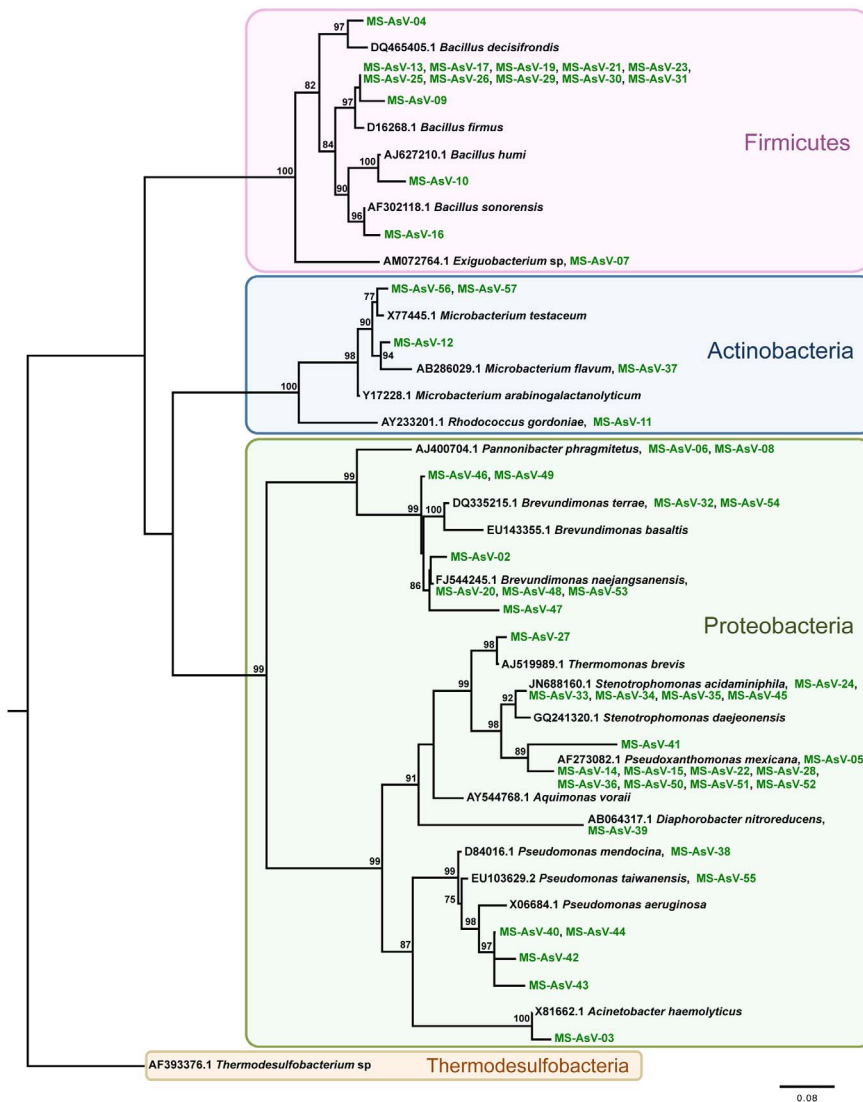 MS-AsV-04
97
DQ465405.1 Bacillus decisifrondis
MS-AsV-13, MS-AsV-17, MS-AsV-19, MS-AsV-21, MS-AsV-23,
MS-AsV-25, MS-AsV-26, MS-AsV-29, MS-AsV-30, MS-AsV-31
82
97
MS-AsV-09
D16268.1 Bacillus firmus
Firmicutes
84
AJ627210.1 Bacillus humi
100
100
MS-AsV-10
90
AF302118.1 Bacillus sonorensis
96
MS-AsV-16
AM072764.1 Exiguobacterium sp, MS-AsV-07
MS-AsV-56, MS-AsV-57
77
X77445.1 Microbacterium testaceum
90
MS-AsV-12
Actinobacteria
98
94
AB286029.1 Microbacterium flavum, MS-AsV-37
100
Y17228.1 Microbacterium arabinogalactanolyticum
AY233201.1 Rhodococcus gordoniae, MS-AsV-11
AJ400704.1 Pannonibacter phragmitetus, MS-AsV-06, MS-AsV-08
99
MS-AsV-46, MS-AsV-49
DQ335215.1 Brevundimonas terrae, MS-AsV-32, MS-AsV-54
99
100
EU143355.1 Brevundimonas basaltis
MS-AsV-02
FJ544245.1 Brevundimonas naejangsanensis,
86
MS-AsV-20, MS-AsV-48, MS-AsV-53
MS-AsV-47
Proteobacteria
MS-AsV-27
98
AJ519989.1 Thermomonas brevis
99
99
JN688160.1 Stenotrophomonas acidaminiphila, MS-AsV-24,
MS-AsV-33, MS-AsV-34, MS-AsV-35, MS-AsV-45
92
GQ241320.1 Stenotrophomonas daejeonensis
98
MS-AsV-41
89
AF273082.1 Pseudoxanthomonas mexicana, MS-AsV-05
MS-AsV-14, MS-AsV-15, MS-AsV-22, MS-AsV-28,
MS-AsV-36, MS-AsV-50, MS-AsV-51, MS-AsV-52
91
AY544768.1 Aquimonas voraii
AB064317.1 Diaphorobacter nitroreducens,
MS-AsV-39
D84016.1 Pseudomonas mendocina, MS-AsV-38
99
99
EU103629.2 Pseudomonas taiwanensis, MS-AsV-55
75
X06684.1 Pseudomonas aeruginosa
98
MS-AsV-40, MS-AsV-44
87
97
MS-AsV-42
MS-AsV-43
X81662.1 Acinetobacter haemolyticus
100
MS-AsV-03
AF393376.1 Thermodesulfobacterium sp
Thermodesulfobacteria
0.08